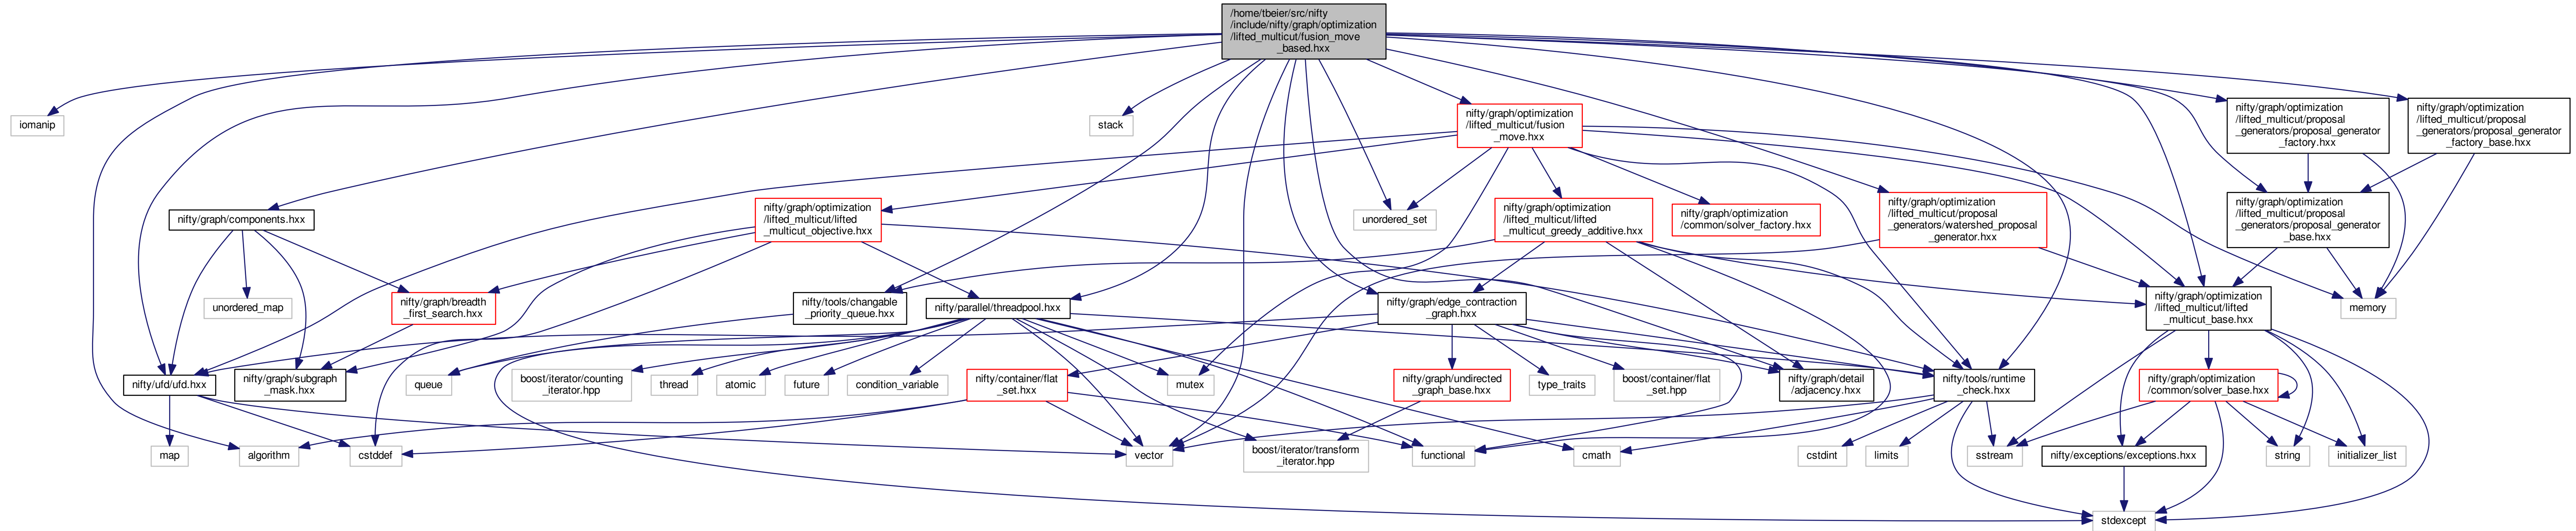 /home/tbeier/src/nifty
/include/nifty/graph/optimization
/lifted_multicut/fusion_move
_based.hxx
iomanip
stack
nifty/graph/optimization
/lifted_multicut/fusion
_move.hxx
nifty/graph/optimization
/lifted_multicut/proposal
_generators/proposal_generator
_factory.hxx
nifty/graph/optimization
/lifted_multicut/proposal
_generators/proposal_generator
_factory_base.hxx
nifty/graph/components.hxx
nifty/graph/optimization
/lifted_multicut/lifted
_multicut_objective.hxx
unordered_set
nifty/graph/optimization
/lifted_multicut/lifted
_multicut_greedy_additive.hxx
nifty/graph/optimization
/common/solver_factory.hxx
nifty/graph/optimization
/lifted_multicut/proposal
_generators/watershed_proposal
_generator.hxx
nifty/graph/optimization
/lifted_multicut/proposal
_generators/proposal_generator
_base.hxx
unordered_map
nifty/graph/breadth
_first_search.hxx
nifty/tools/changable
_priority_queue.hxx
nifty/parallel/threadpool.hxx
nifty/graph/edge_contraction
_graph.hxx
nifty/graph/optimization
/lifted_multicut/lifted
_multicut_base.hxx
memory
nifty/ufd/ufd.hxx
nifty/graph/subgraph
_mask.hxx
queue
boost/iterator/counting
_iterator.hpp
thread
atomic
future
condition_variable
nifty/container/flat
_set.hxx
mutex
nifty/graph/undirected
_graph_base.hxx
type_traits
boost/container/flat
_set.hpp
nifty/graph/detail
/adjacency.hxx
nifty/tools/runtime
_check.hxx
nifty/graph/optimization
/common/solver_base.hxx
map
algorithm
cstddef
vector
boost/iterator/transform
_iterator.hpp
functional
cmath
cstdint
limits
sstream
nifty/exceptions/exceptions.hxx
string
initializer_list
stdexcept